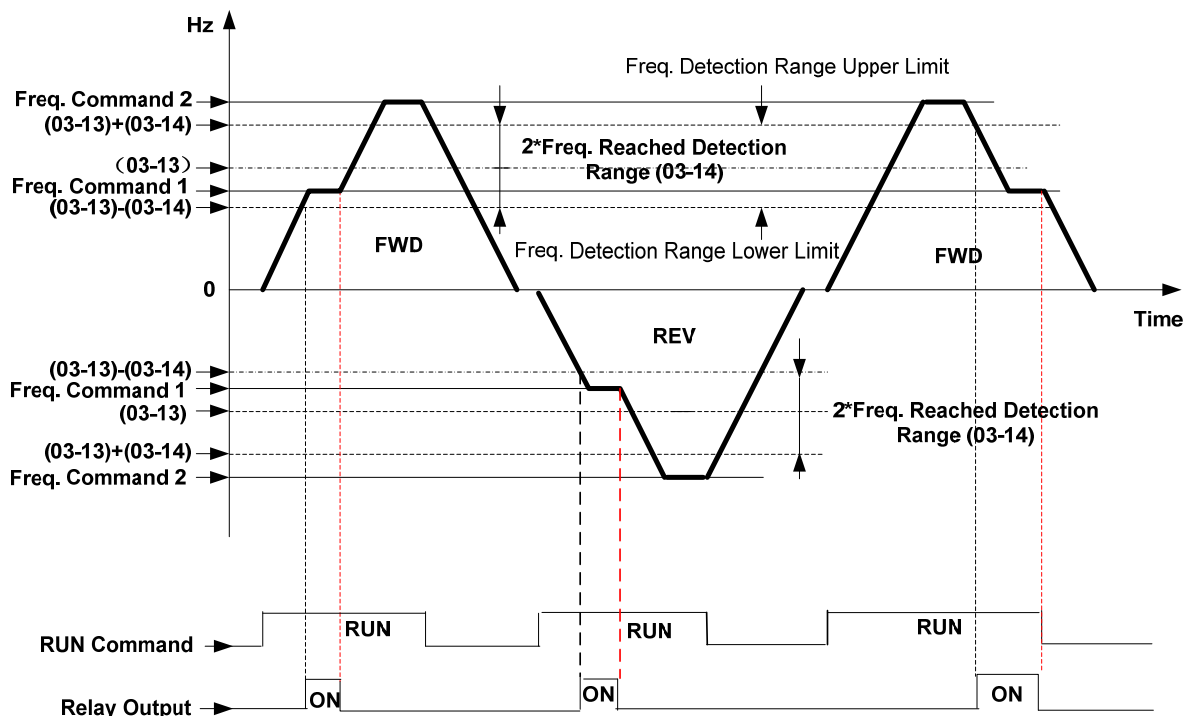 Hz
Freq. Detection Range Upper Limit
Freq. Command 2
(03-13)+(03-14)
2*Freq. Reached Detection
Range (03-14)
（03-13）
Freq. Command 1
(03-13)-(03-14)
FWD
Freq. Detection Range Lower Limit
FWD
0
Time
REV
(03-13)-(03-14)
Freq. Command 1
(03-13)
2*Freq. Reached Detection
Range (03-14)
(03-13)+(03-14)
Freq. Command 2
RUN Command
RUN
RUN
RUN
Relay Output
ON
ON
ON